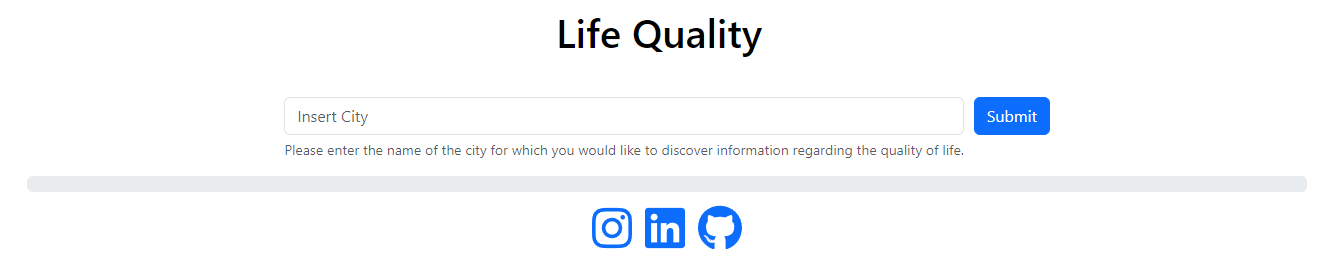 Life Quality
Insert City
Submit
Please enter the name of the city for which you would like to discover information regarding the quality of life.
in